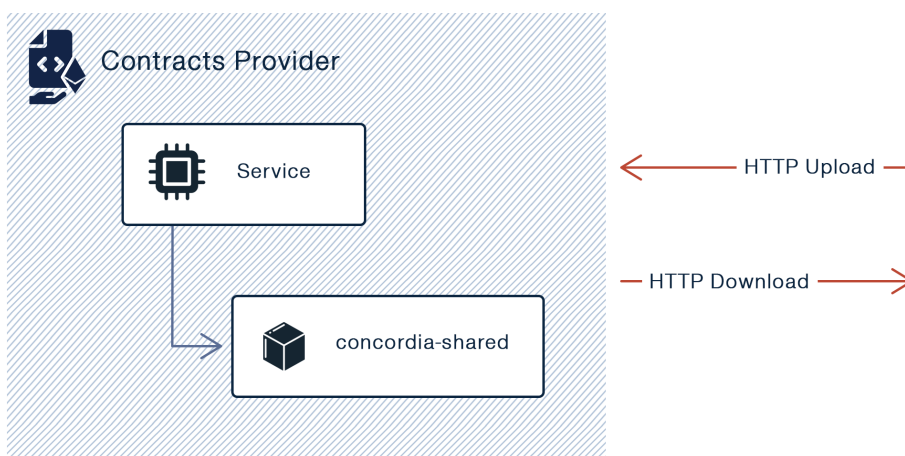 Contracts Provider
Service
HTTP Upload
HTTP Download
concordia-shared